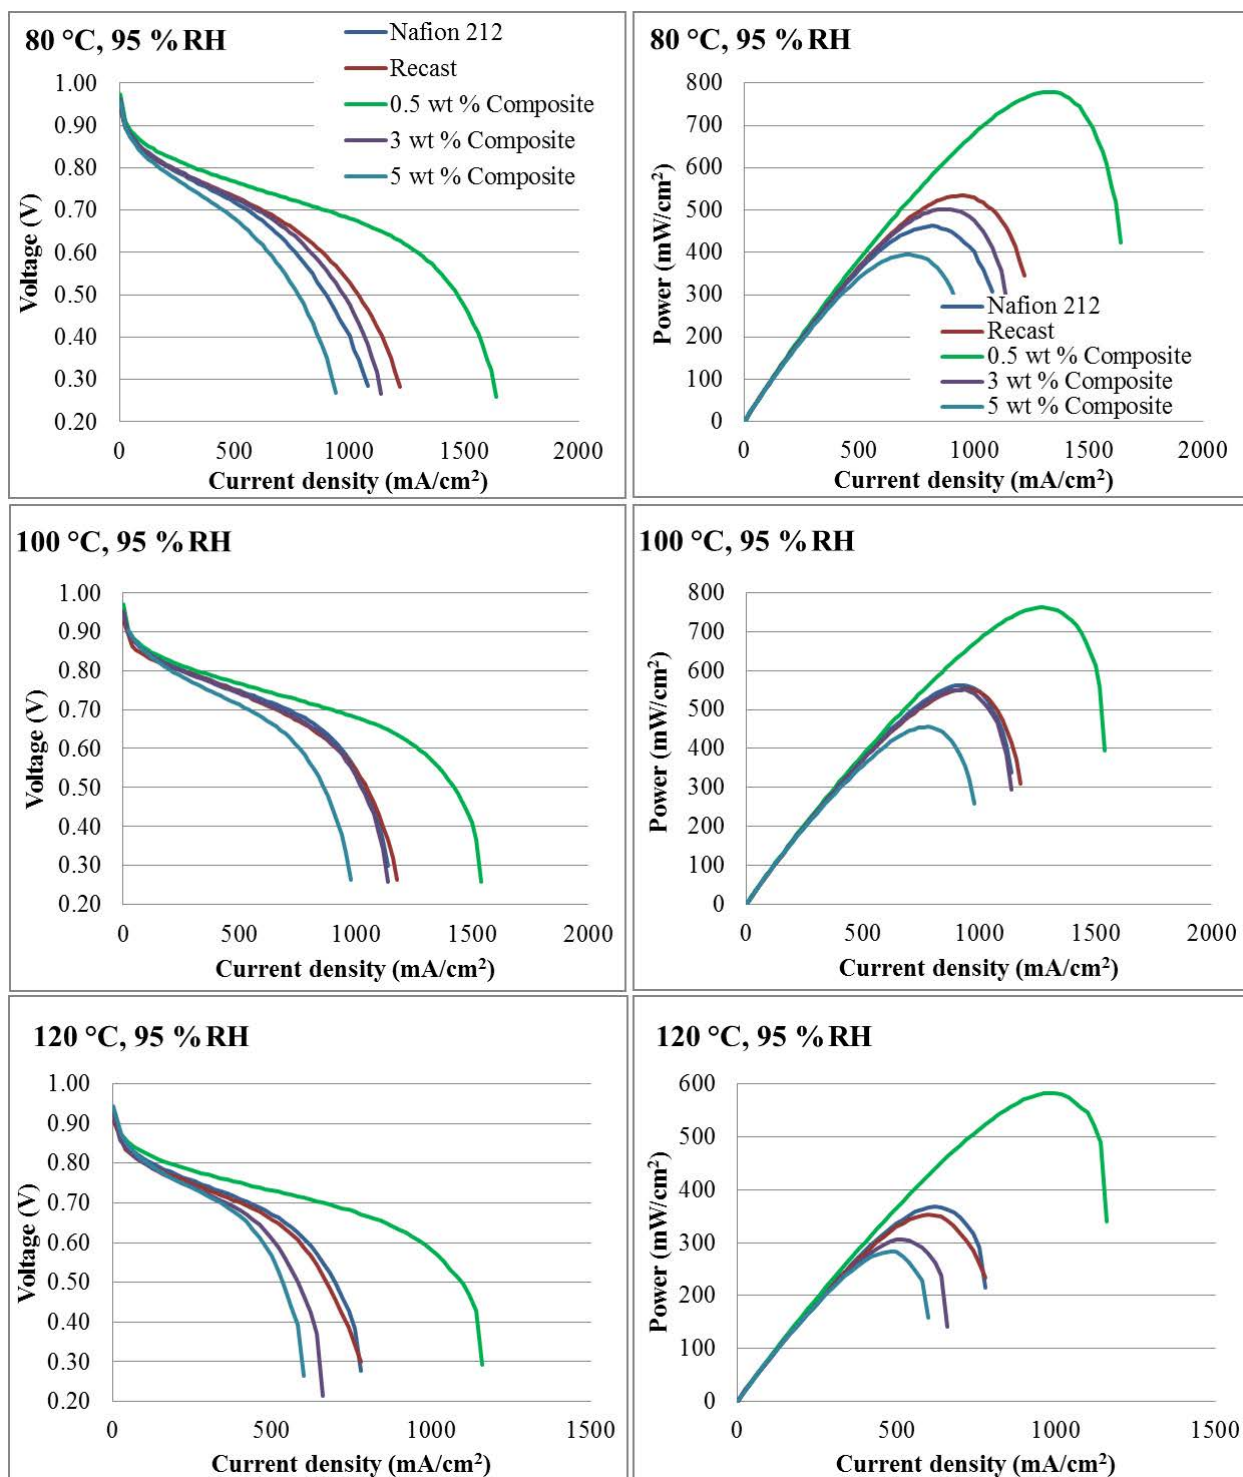 80 °C, 95 % RH
Nafion 212
Recast
0.5 wt % Composite
3 wt % Composite
5 wt % Composite
1.00
0.90
0.80
0.70
0.60
0.50
0.40
0.30
0.20
Voltage (V)
0 500 1000 1500 2000
Current density (mA/cm²)
80 °C, 95 % RH
800
700
600
500
400
300
200
100
0
Power (mW/cm²)
Nafion 212
Recast
0.5 wt % Composite
3 wt % Composite
5 wt % Composite
0 500 1000 1500 2000
Current density (mA/cm²)
100 °C, 95 % RH
1.00
0.90
0.80
0.70
0.60
0.50
0.40
0.30
0.20
Voltage (V)
0 500 1000 1500 2000
Current density (mA/cm²)
100 °C, 95 % RH
800
700
600
500
400
300
200
100
0
Power (mW/cm²)
0 500 1000 1500 2000
Current density (mA/cm²)
120 °C, 95 % RH
1.00
0.90
0.80
0.70
0.60
0.50
0.40
0.30
0.20
Voltage (V)
0 500 1000 1500
Current density (mA/cm²)
120 °C, 95 % RH
600
500
400
300
200
100
0
Power (mW/cm²)
0 500 1000 1500
Current density (mA/cm²)